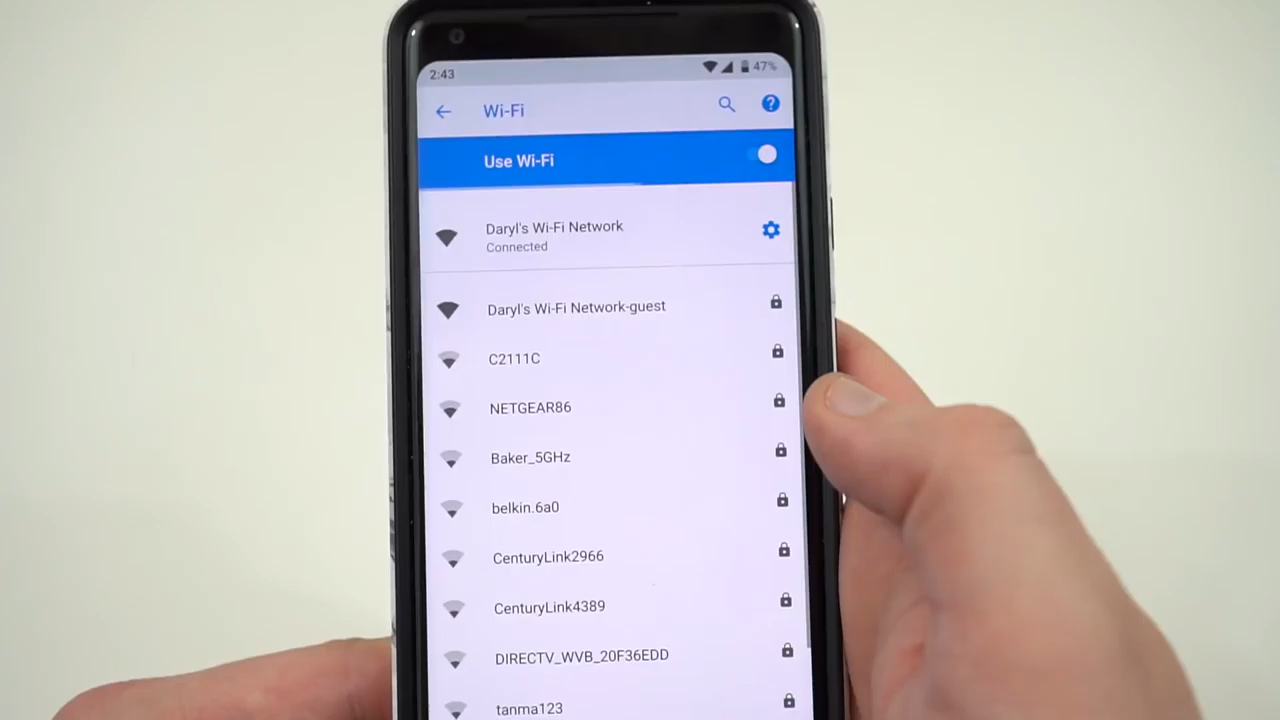 2:43
47%
Wi-Fi
?
Use Wi-Fi
Daryl's Wi-Fi Network
Connected
Daryl's Wi-Fi Network-guest
C2111C
NETGEAR86
Baker_5GHz
belkin.6a0
CenturyLink2966
CenturyLink4389
DIRECTV_WVB_20F36EDD
tanma123